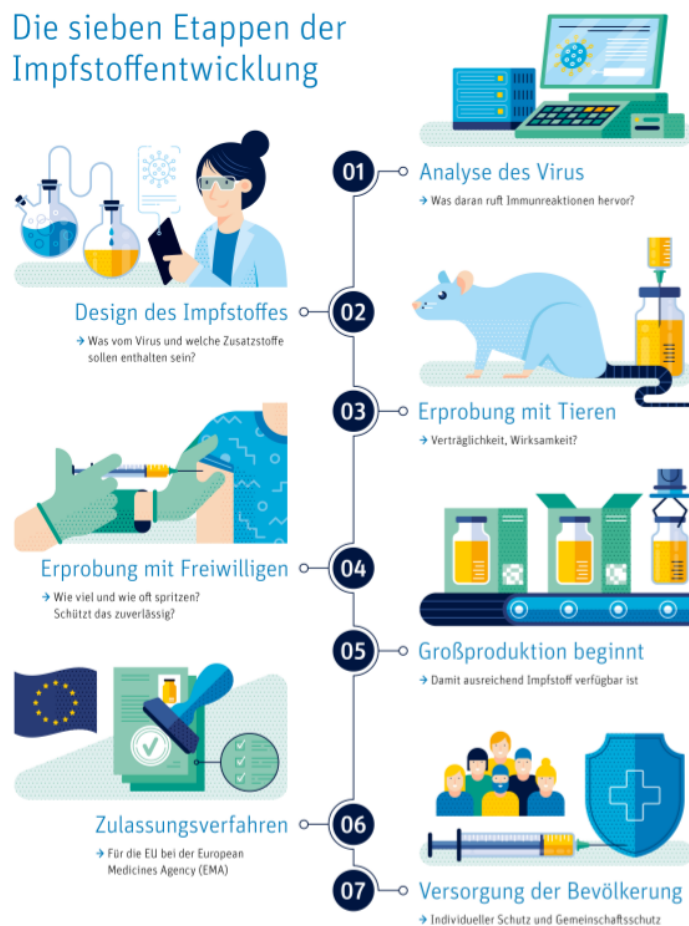 Die sieben Etappen der
Impfstoffentwicklung
01
Analyse des Virus
→ Was daran ruft Immunreaktionen hervor?
Design des Impfstoffes
02
→ Was vom Virus und welche Zusatzstoffe
sollen enthalten sein?
03
Erprobung mit Tieren
→ Verträglichkeit, Wirksamkeit?
Erprobung mit Freiwilligen
04
→ Wie viel und wie oft spritzen?
Schützt das zuverlässig?
05
Großproduktion beginnt
→ Damit ausreichend Impfstoff verfügbar ist
Zulassungsverfahren
06
→ Für die EU bei der European
Medicines Agency (EMA)
07
Versorgung der Bevölkerung
→ Individueller Schutz und Gemeinschaftsschutz